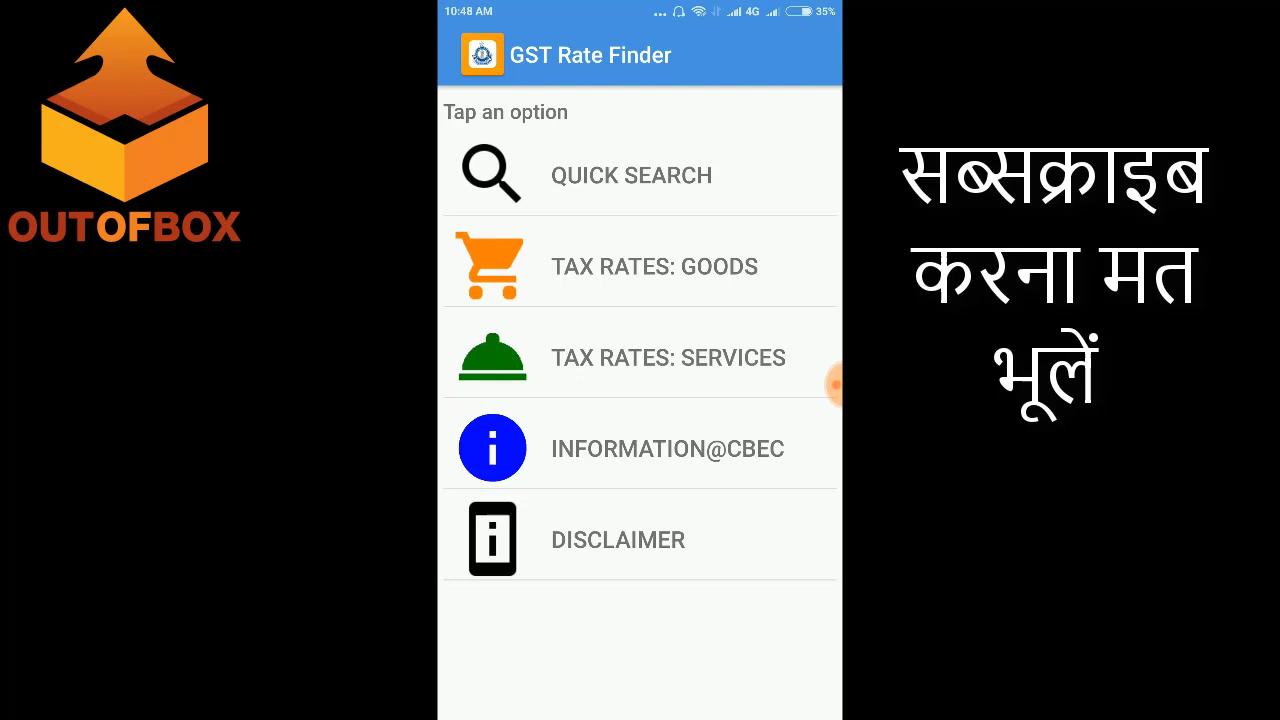 OUTOFBOX
10:48 AM
... 4G 35%
GST Rate Finder
Tap an option
QUICK SEARCH
TAX RATES: GOODS
TAX RATES: SERVICES
INFORMATION@CBEC
DISCLAIMER
सब्सक्राइब
करना मत
भूलें